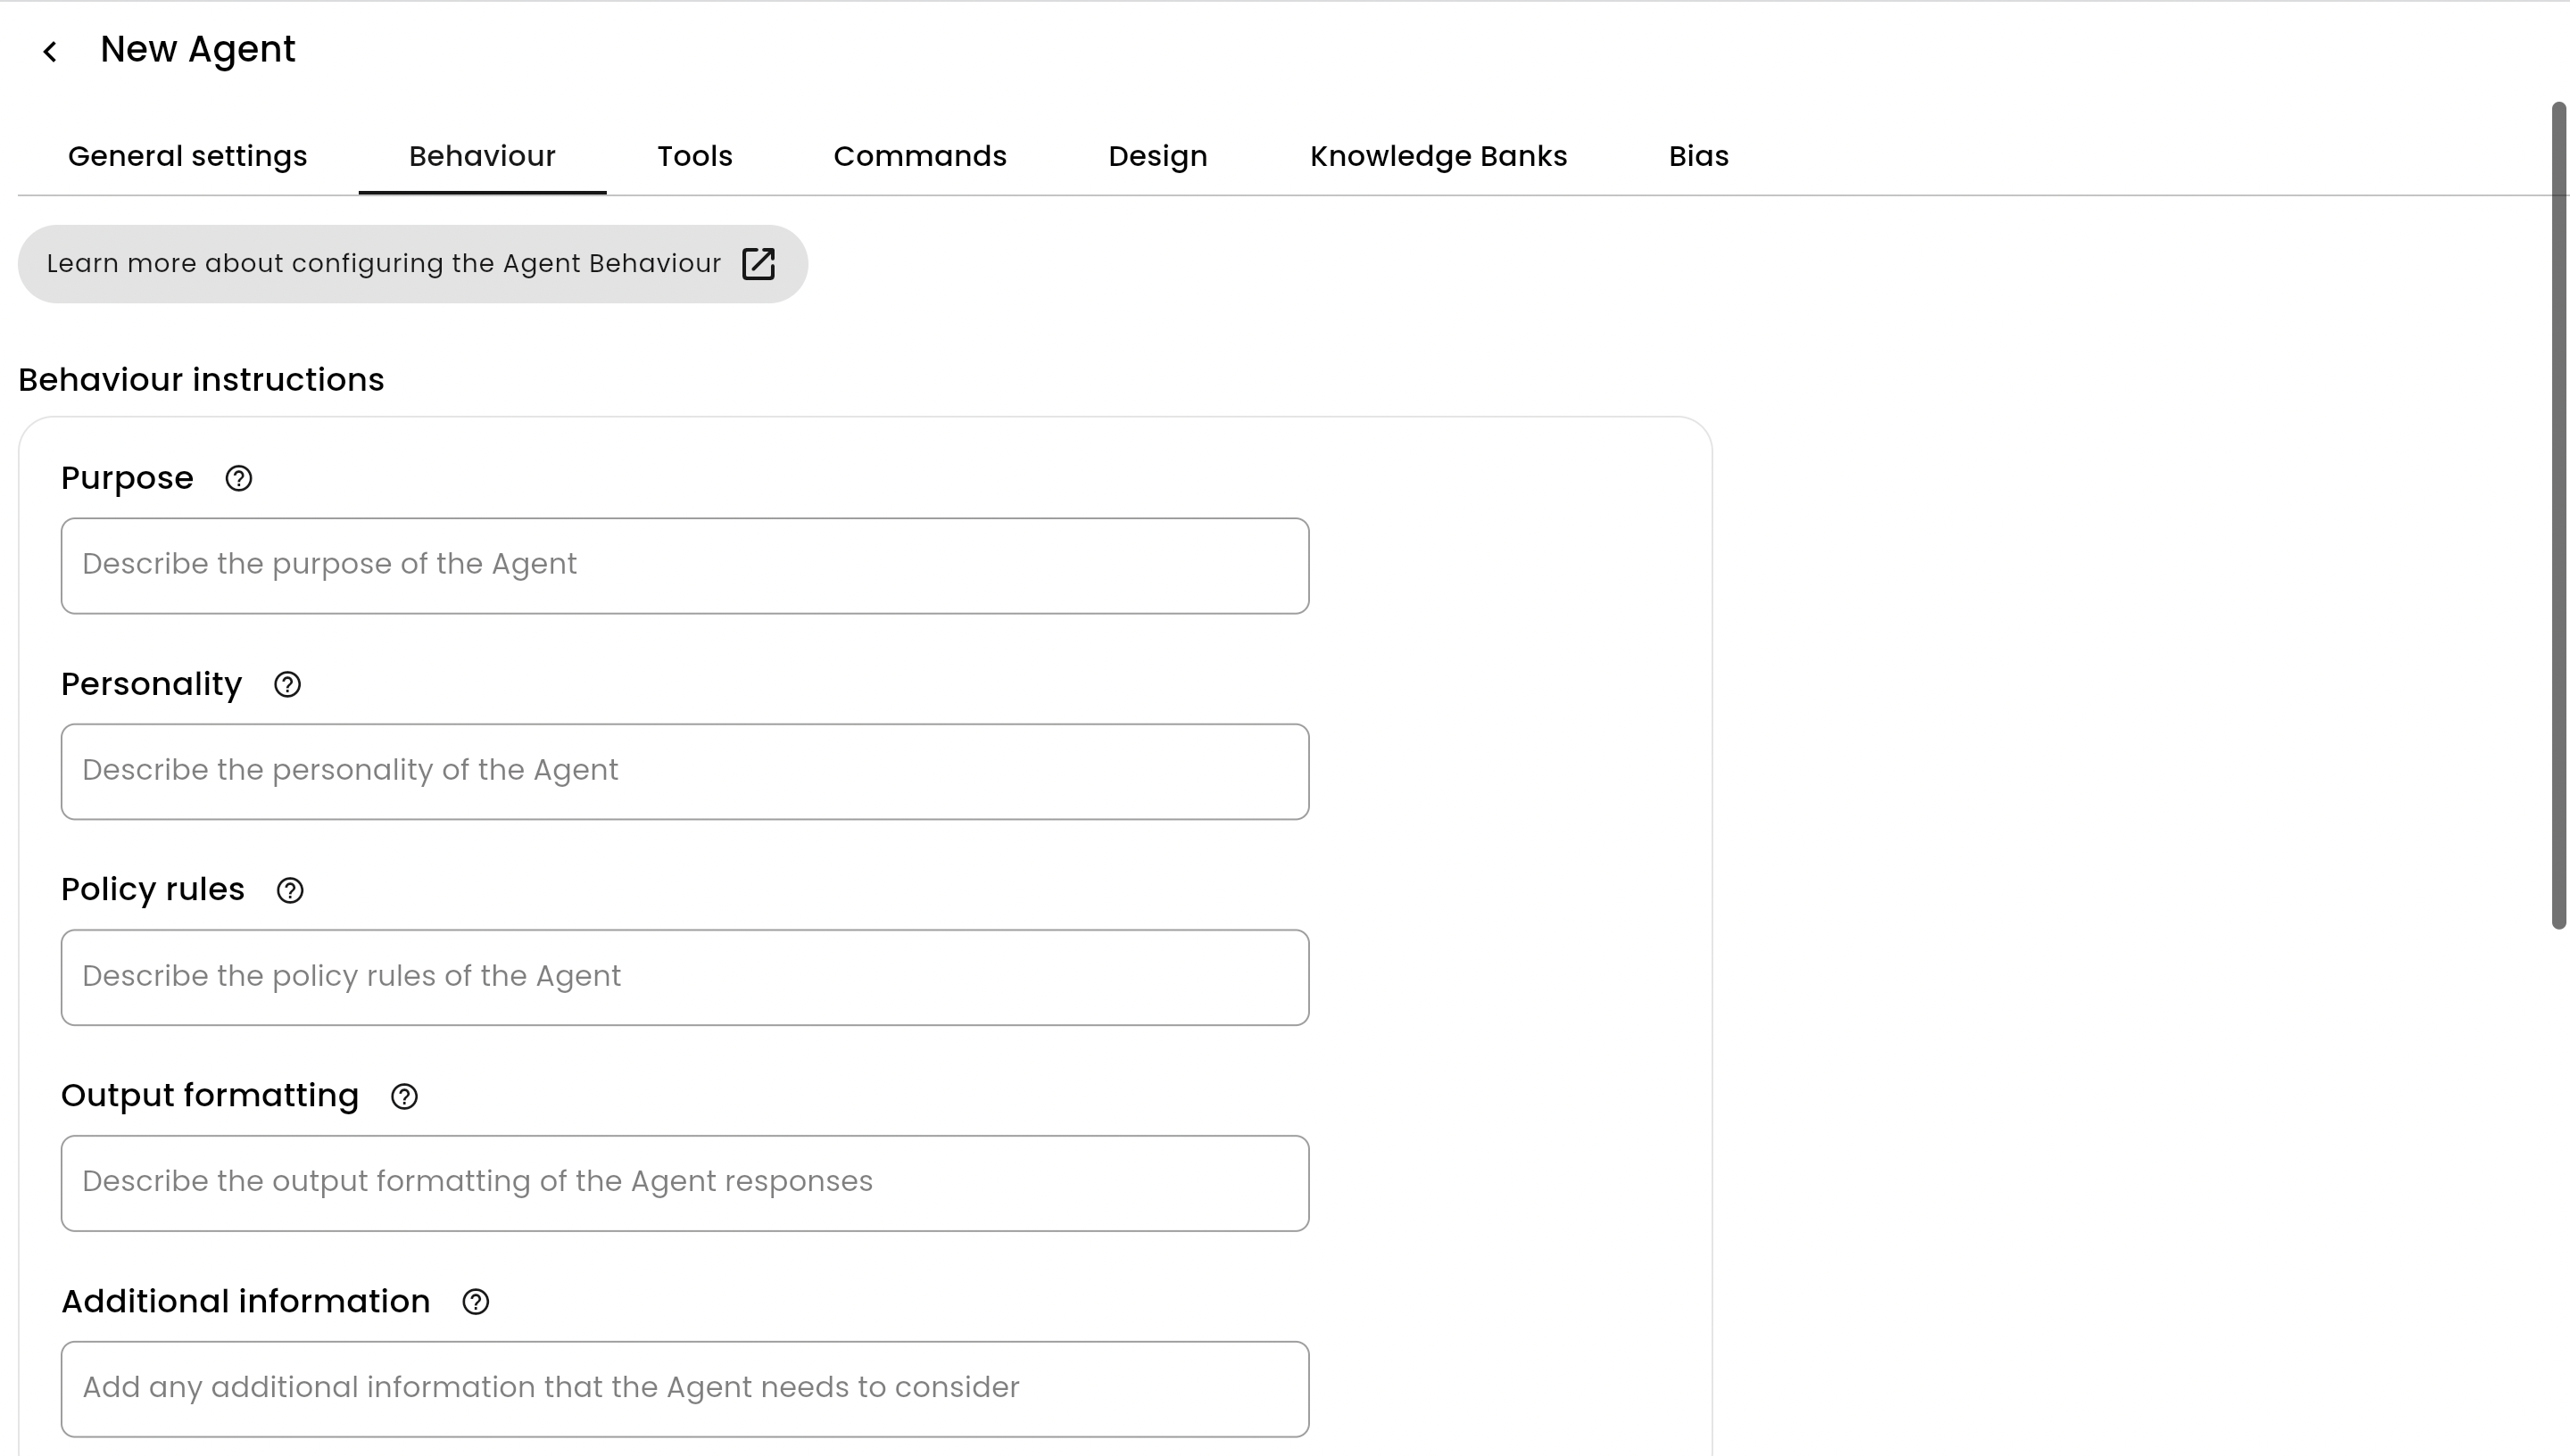 New Agent
General settings Behaviour Tools Commands Design Knowledge Banks Bias
Learn more about configuring the Agent Behaviour
Behaviour instructions
Purpose
Describe the purpose of the Agent
Personality
Describe the personality of the Agent
Policy rules
Describe the policy rules of the Agent
Output formatting
Describe the output formatting of the Agent responses
Additional information
Add any additional information that the Agent needs to consider